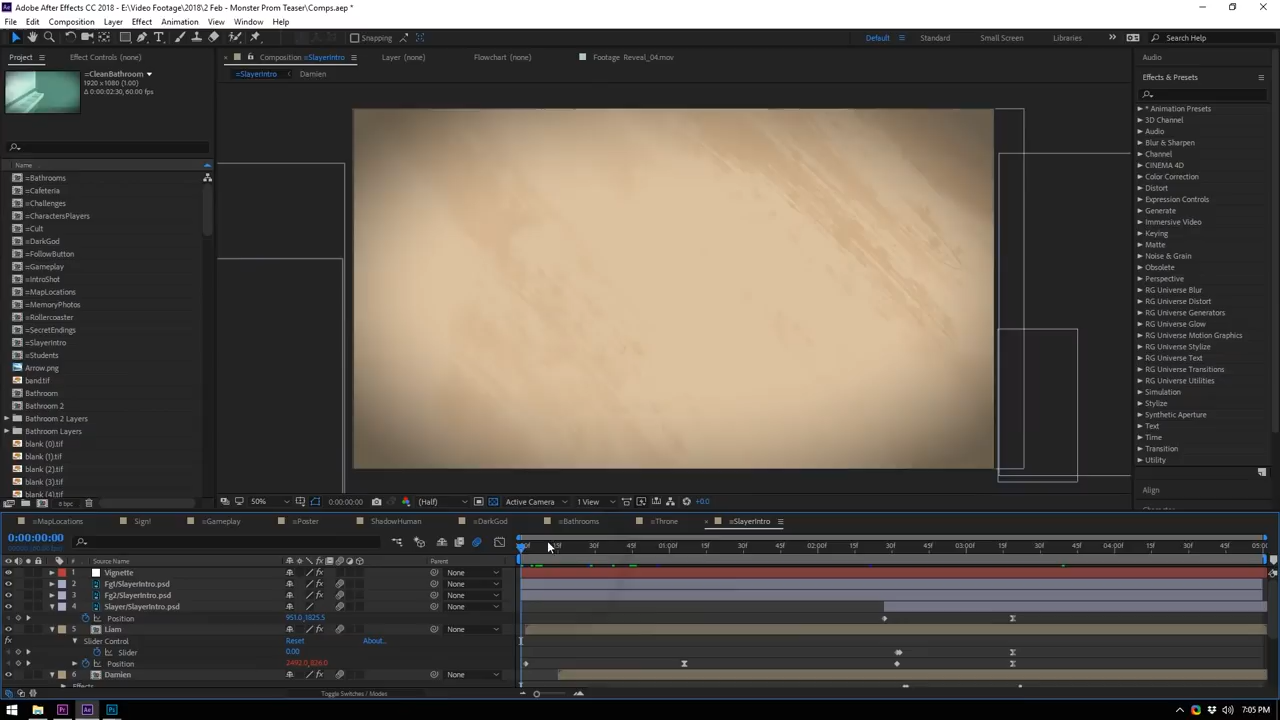 Adobe After Effects CC 2018 - E:\Video Footage\2018\2 Feb - Monster Prom Teaser\Comps.aep *
File Edit Composition Layer Effect Animation View Window Help
Snapping Default Standard Small Screen Libraries Search Help
Project Effect Controls (none) Composition =SlayerIntro Layer (none) Flowchart (none) Footage Reveal_04.mov Audio
=SlayerIntro Damien
=CleanBathroom
1920 x 1080 (1.00)
Δ 0:00:02:30, 60.00 fps
Name
=Bathrooms
=Cafeteria
=Challenges
=CharactersPlayers
=Cult
=DarkGod
=FollowButton
=Gameplay
=IntroShot
=MapLocations
=MemoryPhotos
=Rollercoaster
=SecretEndings
=SlayerIntro
=Students
Arrow.png
band.tif
Bathroom
Bathroom 2
Bathroom 2 Layers
Bathroom Layers
blank (0).tif
blank (1).tif
blank (2).tif
blank (3).tif
blank (4).tif
8 bpc
Effects & Presets
* Animation Presets
3D Channel
Audio
Blur & Sharpen
Channel
CINEMA 4D
Color Correction
Distort
Expression Controls
Generate
Immersive Video
Keying
Matte
Noise & Grain
Obsolete
Perspective
RG Universe Blur
RG Universe Distort
RG Universe Generators
RG Universe Glow
RG Universe Motion Graphics
RG Universe Stylize
RG Universe Text
RG Universe Transitions
RG Universe Utilities
Simulation
Stylize
Synthetic Aperture
Text
Time
Transition
Utility
Align
50% 0:00:00:00 (Half) Active Camera 1 View +0.0
=MapLocations Sign! =Gameplay =Poster ShadowHuman =DarkGod =Bathrooms =Throne =SlayerIntro
0:00:00:00
15f 30f 45f 01:00f 15f 30f 45f 02:00f 15f 30f 45f 03:00f 15f 30f 45f 04:00f 15f 30f 45f
# Source Name Parent
1 Vignette None
2 Fg1/SlayerIntro.psd None
3 Fg2/SlayerIntro.psd None
4 Slayer/SlayerIntro.psd None
Position 951.0,1825.5
5 Liam None
Slider Control Reset About...
Slider 0.00
Position 2492.0,826.0
6 Damien None
Effects
Toggle Switches / Modes
7:05 PM